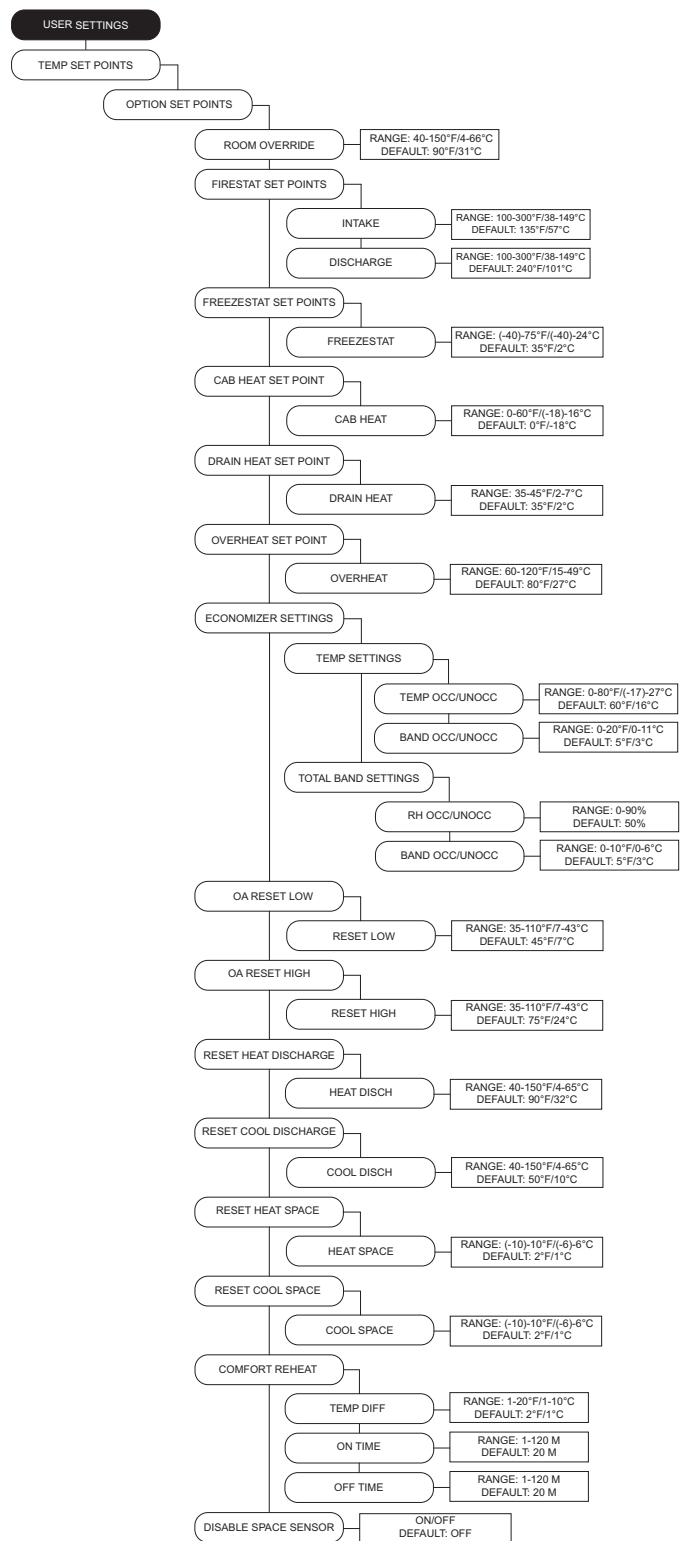 USER SETTINGS
TEMP SET POINTS
OPTION SET POINTS
ROOM OVERRIDE
RANGE: 40-150°F/4-66°C
DEFAULT: 90°F/31°C
FIRESTAT SET POINTS
INTAKE
RANGE: 100-300°F/38-149°C
DEFAULT: 135°F/57°C
DISCHARGE
RANGE: 100-300°F/38-149°C
DEFAULT: 240°F/101°C
FREEZESTAT SET POINTS
FREEZESTAT
RANGE: (-40)-75°F/(-40)-24°C
DEFAULT: 35°F/2°C
CAB HEAT SET POINT
CAB HEAT
RANGE: 0-60°F/(-18)-16°C
DEFAULT: 0°F/-18°C
DRAIN HEAT SET POINT
DRAIN HEAT
RANGE: 35-45°F/2-7°C
DEFAULT: 35°F/2°C
OVERHEAT SET POINT
OVERHEAT
RANGE: 60-120°F/15-49°C
DEFAULT: 80°F/27°C
ECONOMIZER SETTINGS
TEMP SETTINGS
TEMP OCC/UNOCC
RANGE: 0-80°F/(-17)-27°C
DEFAULT: 60°F/16°C
BAND OCC/UNOCC
RANGE: 0-20°F/0-11°C
DEFAULT: 5°F/3°C
TOTAL BAND SETTINGS
RH OCC/UNOCC
RANGE: 0-90%
DEFAULT: 50%
BAND OCC/UNOCC
RANGE: 0-10°F/0-6°C
DEFAULT: 5°F/3°C
OA RESET LOW
RESET LOW
RANGE: 35-110°F/7-43°C
DEFAULT: 45°F/7°C
OA RESET HIGH
RESET HIGH
RANGE: 35-110°F/7-43°C
DEFAULT: 75°F/24°C
RESET HEAT DISCHARGE
HEAT DISCH
RANGE: 40-150°F/4-65°C
DEFAULT: 90°F/32°C
RESET COOL DISCHARGE
COOL DISCH
RANGE: 40-150°F/4-65°C
DEFAULT: 50°F/10°C
RESET HEAT SPACE
HEAT SPACE
RANGE: (-10)-10°F/(-6)-6°C
DEFAULT: 2°F/1°C
RESET COOL SPACE
COOL SPACE
RANGE: (-10)-10°F/(-6)-6°C
DEFAULT: 2°F/1°C
COMFORT REHEAT
TEMP DIFF
RANGE: 1-20°F/1-10°C
DEFAULT: 2°F/1°C
ON TIME
RANGE: 1-120 M
DEFAULT: 20 M
OFF TIME
RANGE: 1-120 M
DEFAULT: 20 M
DISABLE SPACE SENSOR
ON/OFF
DEFAULT: OFF